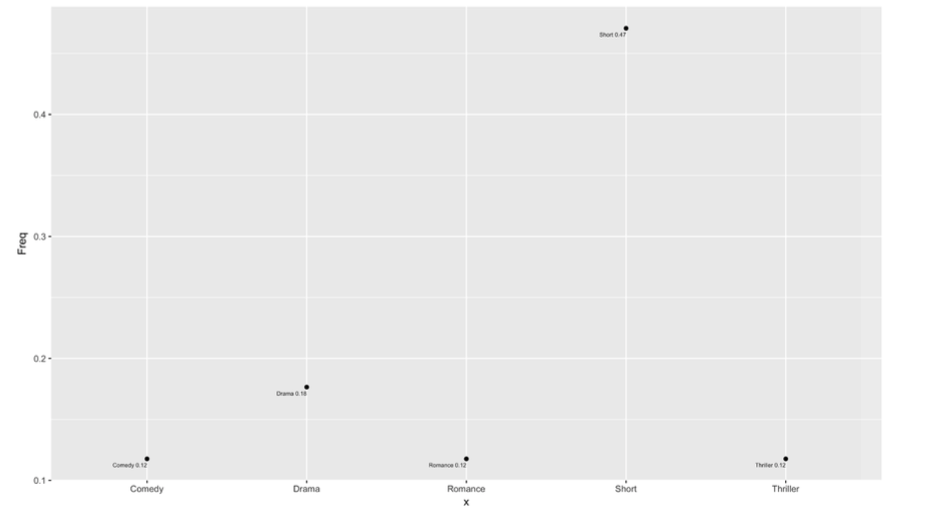 Short 0.47
0.4
Freq
0.3
0.2
Drama 0.18
Comedy 0.12
Romance 0.12
Thriller 0.12
0.1
Comedy
Drama
Romance
Short
Thriller
x